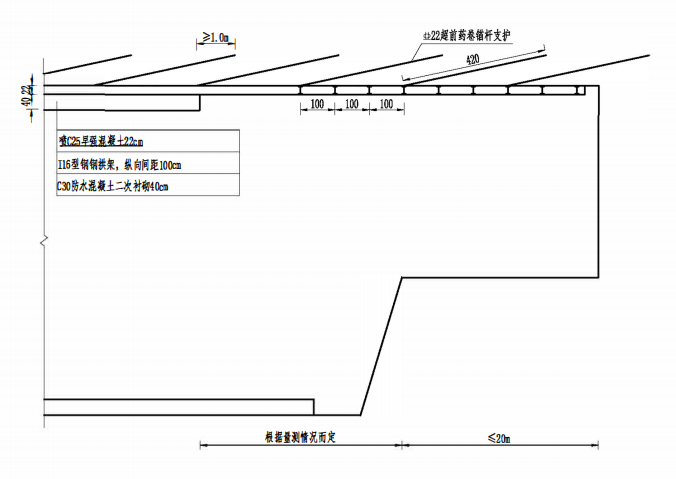 ≥1.0m
±22超前药卷锚杆支护
420
40 22
100 100 100
喷C25早强混凝土22cm
I16型钢钢拱架，纵向间距100cm
C30防水混凝土二次衬砌40cm
根据量测情况而定
≤20m